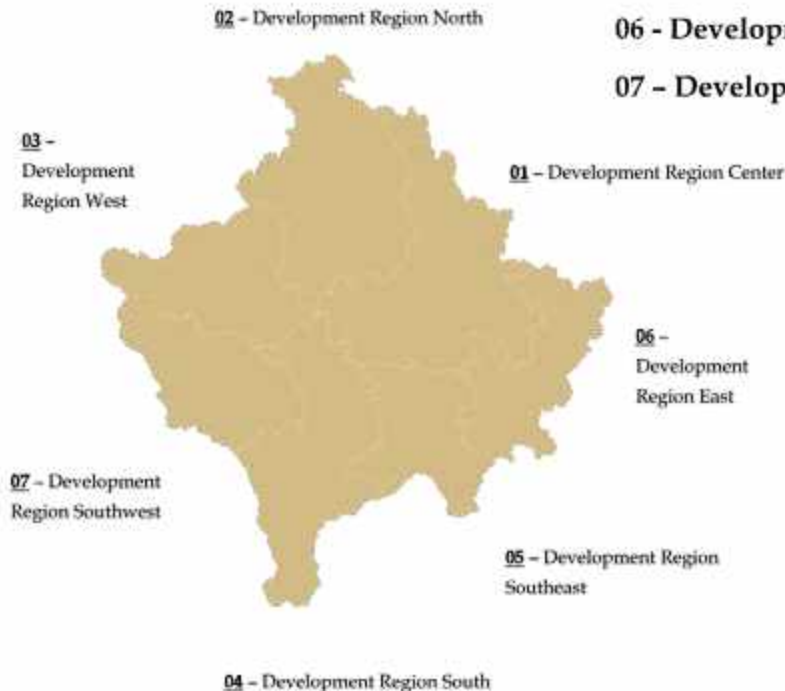 02 – Development Region North
06 - Develop
07 – Develop
03 –
Development
Region West
01 – Development Region Center
06 –
Development
Region East
07 – Development
Region Southwest
05 – Development Region
Southeast
04 – Development Region South